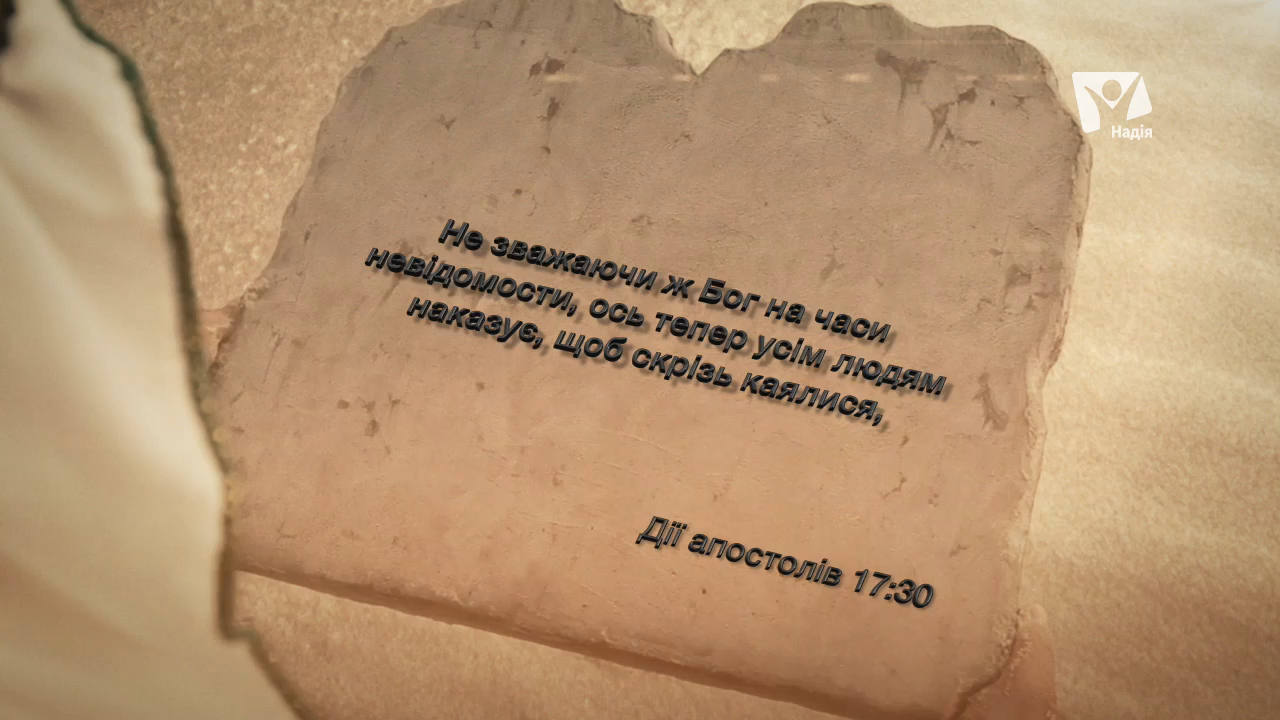 Надія
Не зважаючи ж Бог на часи
невідомости, ось тепер усім людям
наказує, щоб скрізь каялися,
Дії апостолів 17:30